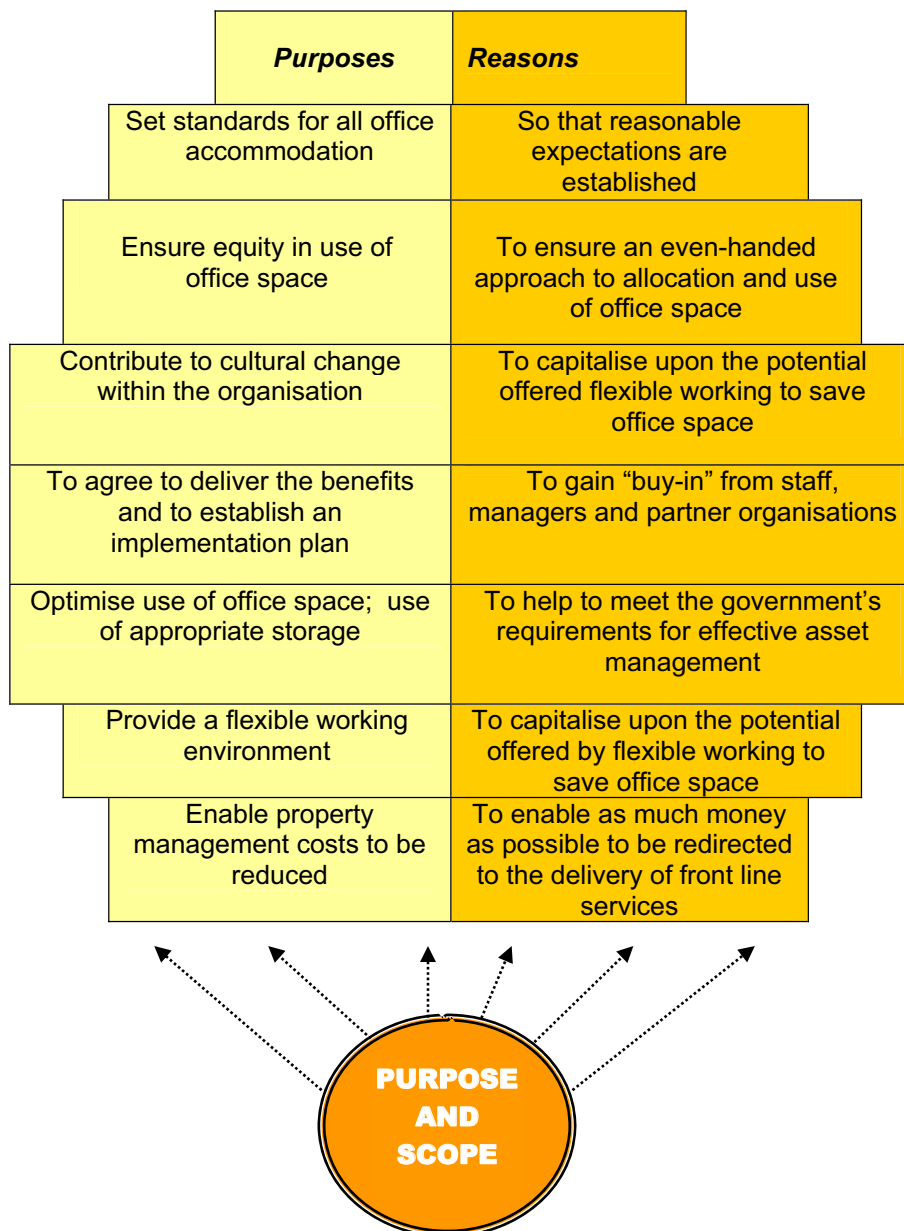 Purposes
Reasons
Set standards for all office
accommodation
So that reasonable
expectations are
established
Ensure equity in use of
office space
To ensure an even-handed
approach to allocation and use
of office space
Contribute to cultural change
within the organisation
To capitalise upon the potential
offered flexible working to save
office space
To agree to deliver the benefits
and to establish an
implementation plan
To gain “buy-in” from staff,
managers and partner organisations
Optimise use of office space;  use
of appropriate storage
To help to meet the government’s
requirements for effective asset
management
Provide a flexible working
environment
To capitalise upon the potential
offered by flexible working to
save office space
Enable property
management costs to be
reduced
To enable as much money
as possible to be redirected
to the delivery of front line
services
PURPOSE
AND
SCOPE